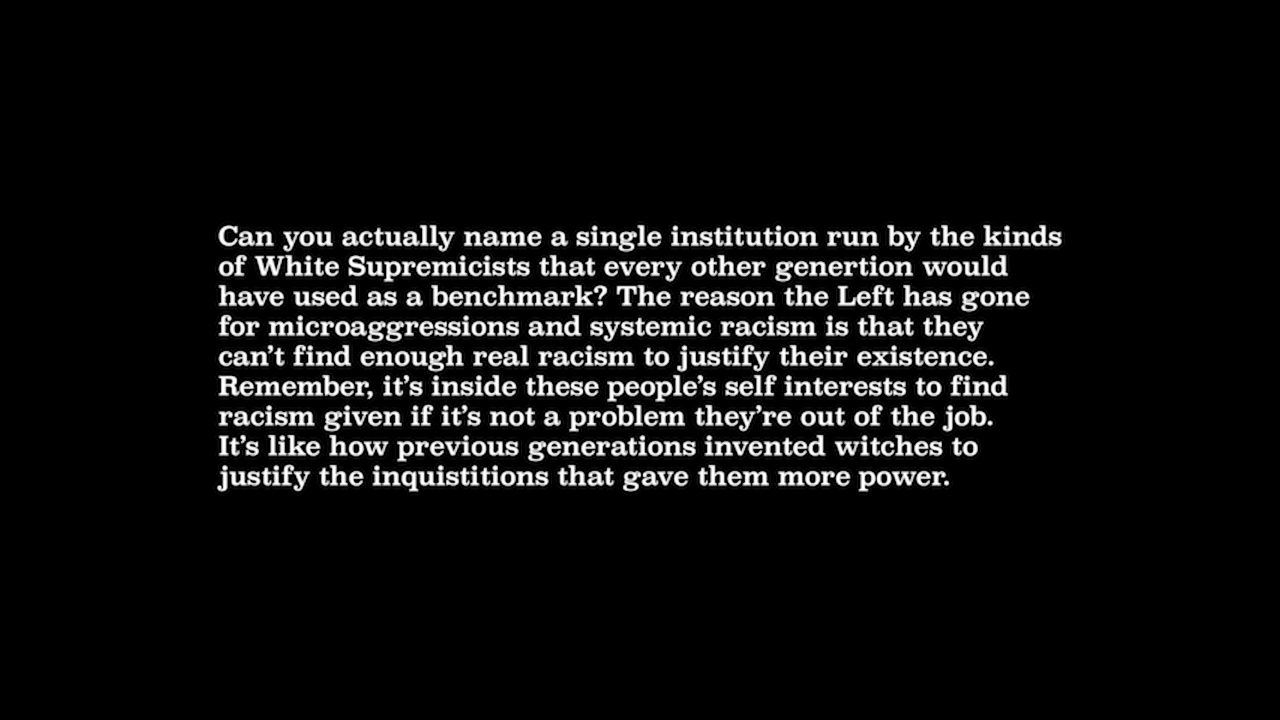 Can you actually name a single institution run by the kinds
of White Supremicists that every other genertion would
have used as a benchmark? The reason the Left has gone
for microaggressions and systemic racism is that they
can’t find enough real racism to justify their existence.
Remember, it’s inside these people’s self interests to find
racism given if it’s not a problem they’re out of the job.
It’s like how previous generations invented witches to
justify the inquistitions that gave them more power.